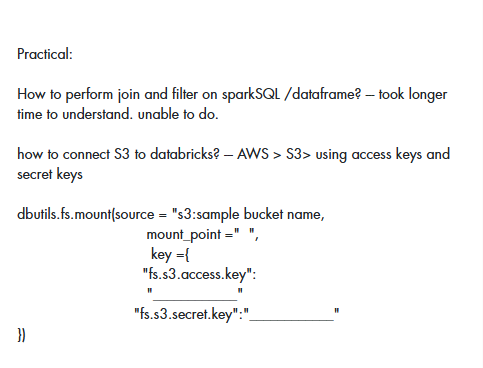 Practical:
How to perform join and filter on sparkSQL /dataframe? – took longer
time to understand. unable to do.
how to connect S3 to databricks? – AWS > S3> using access keys and
secret keys
dbutils.fs.mount(source = "s3:sample bucket name,
mount_point =" ",
key ={
"fs.s3.access.key":
"____________"
"fs.s3.secret.key":"____________"
})